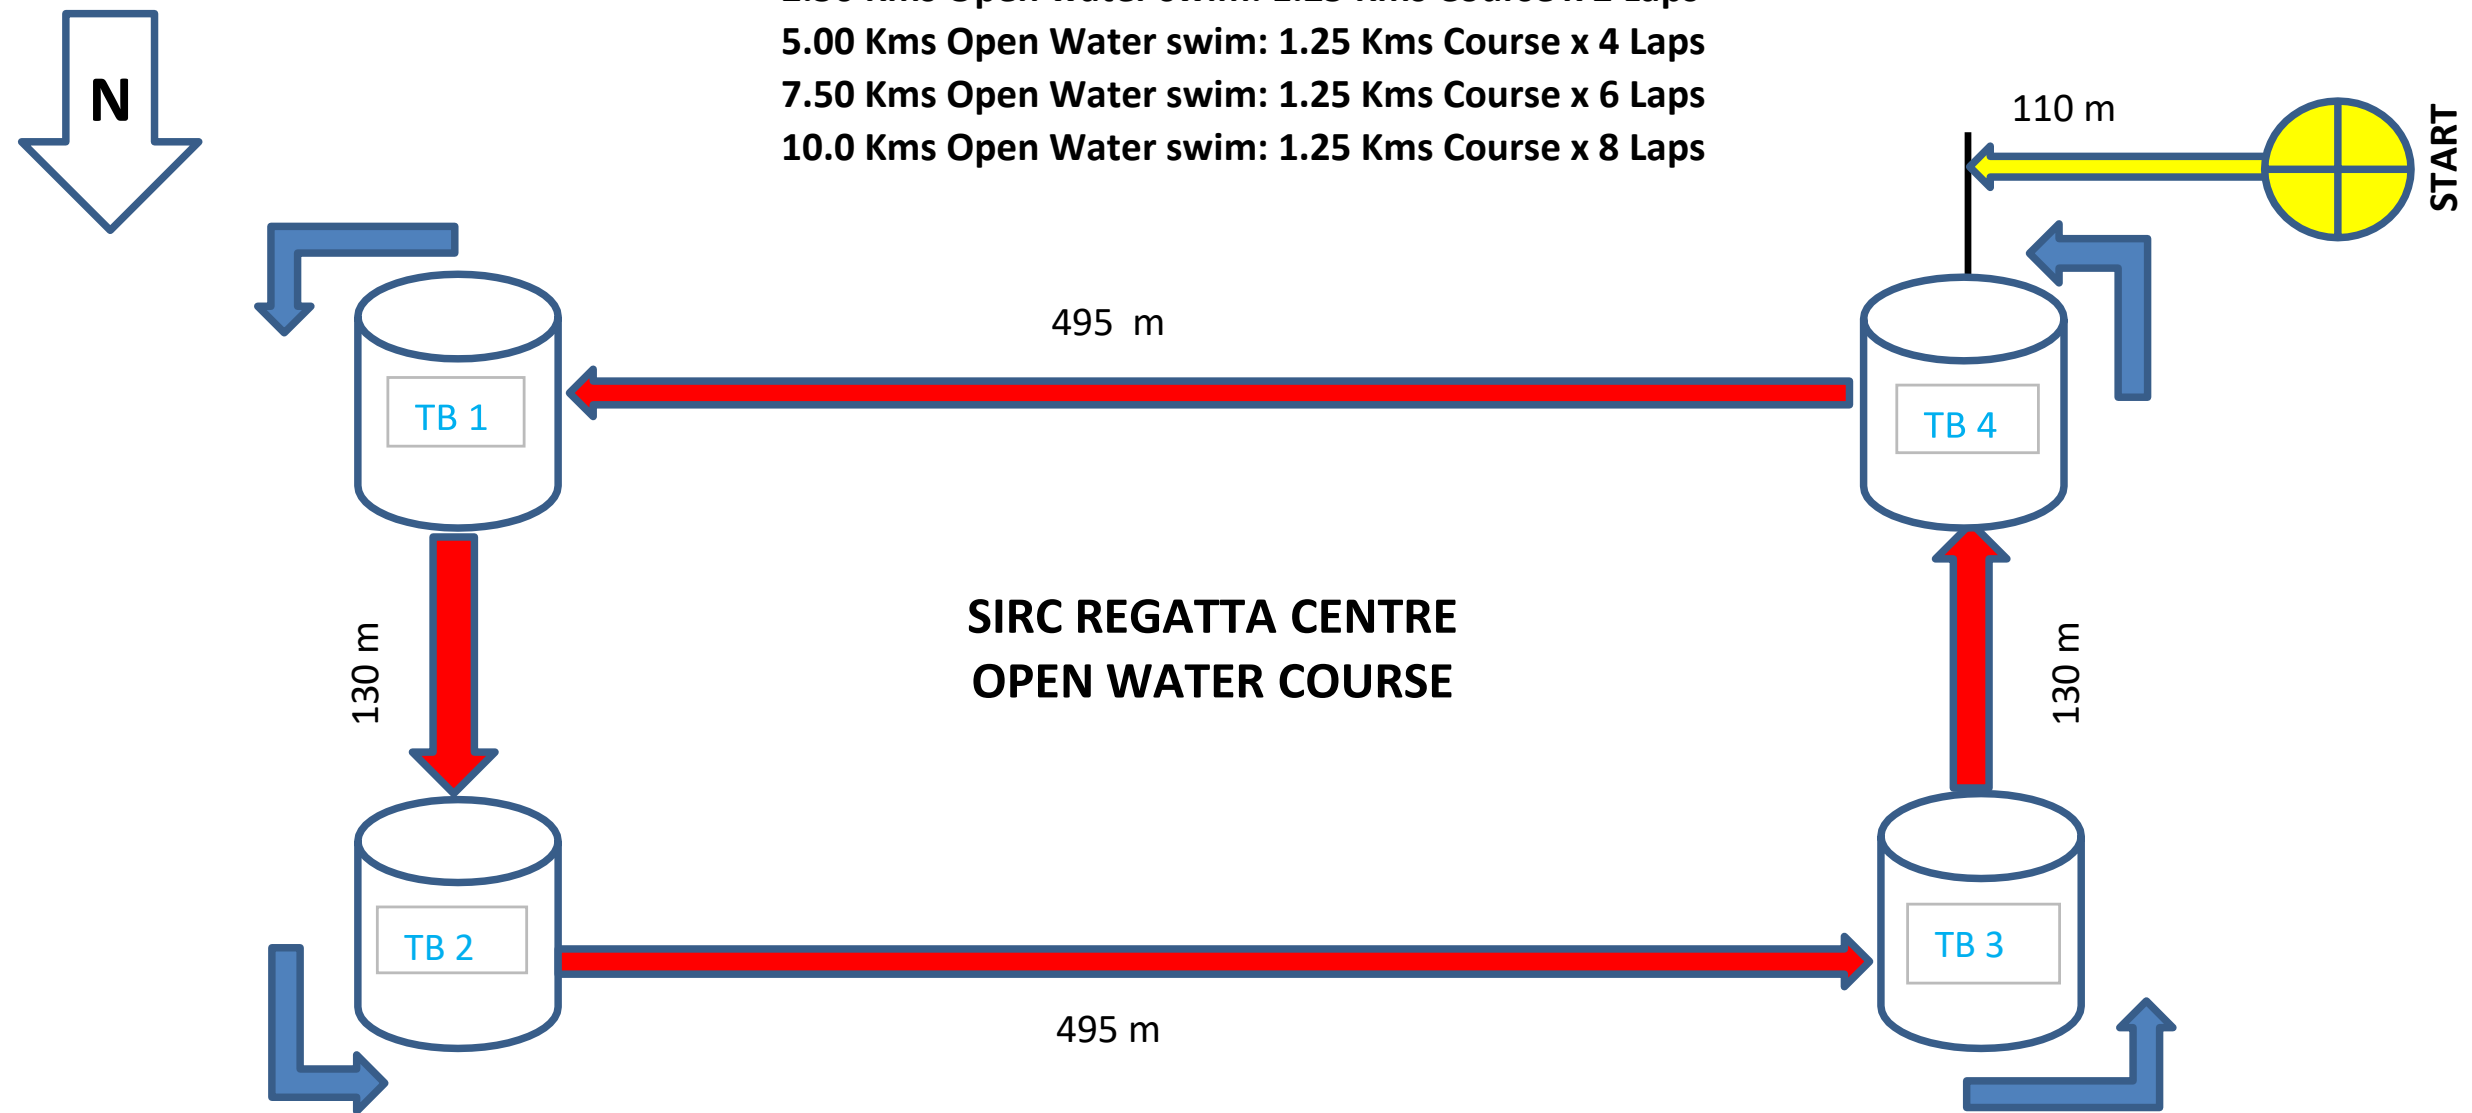 5.00 Kms Open Water swim: 1.25 Kms Course x 4 Laps
7.50 Kms Open Water swim: 1.25 Kms Course x 6 Laps
10.0 Kms Open Water swim: 1.25 Kms Course x 8 Laps
N
110 m
START
495 m
TB 1
TB 4
130 m
SIRC REGATTA CENTRE
OPEN WATER COURSE
130 m
TB 2
TB 3
495 m